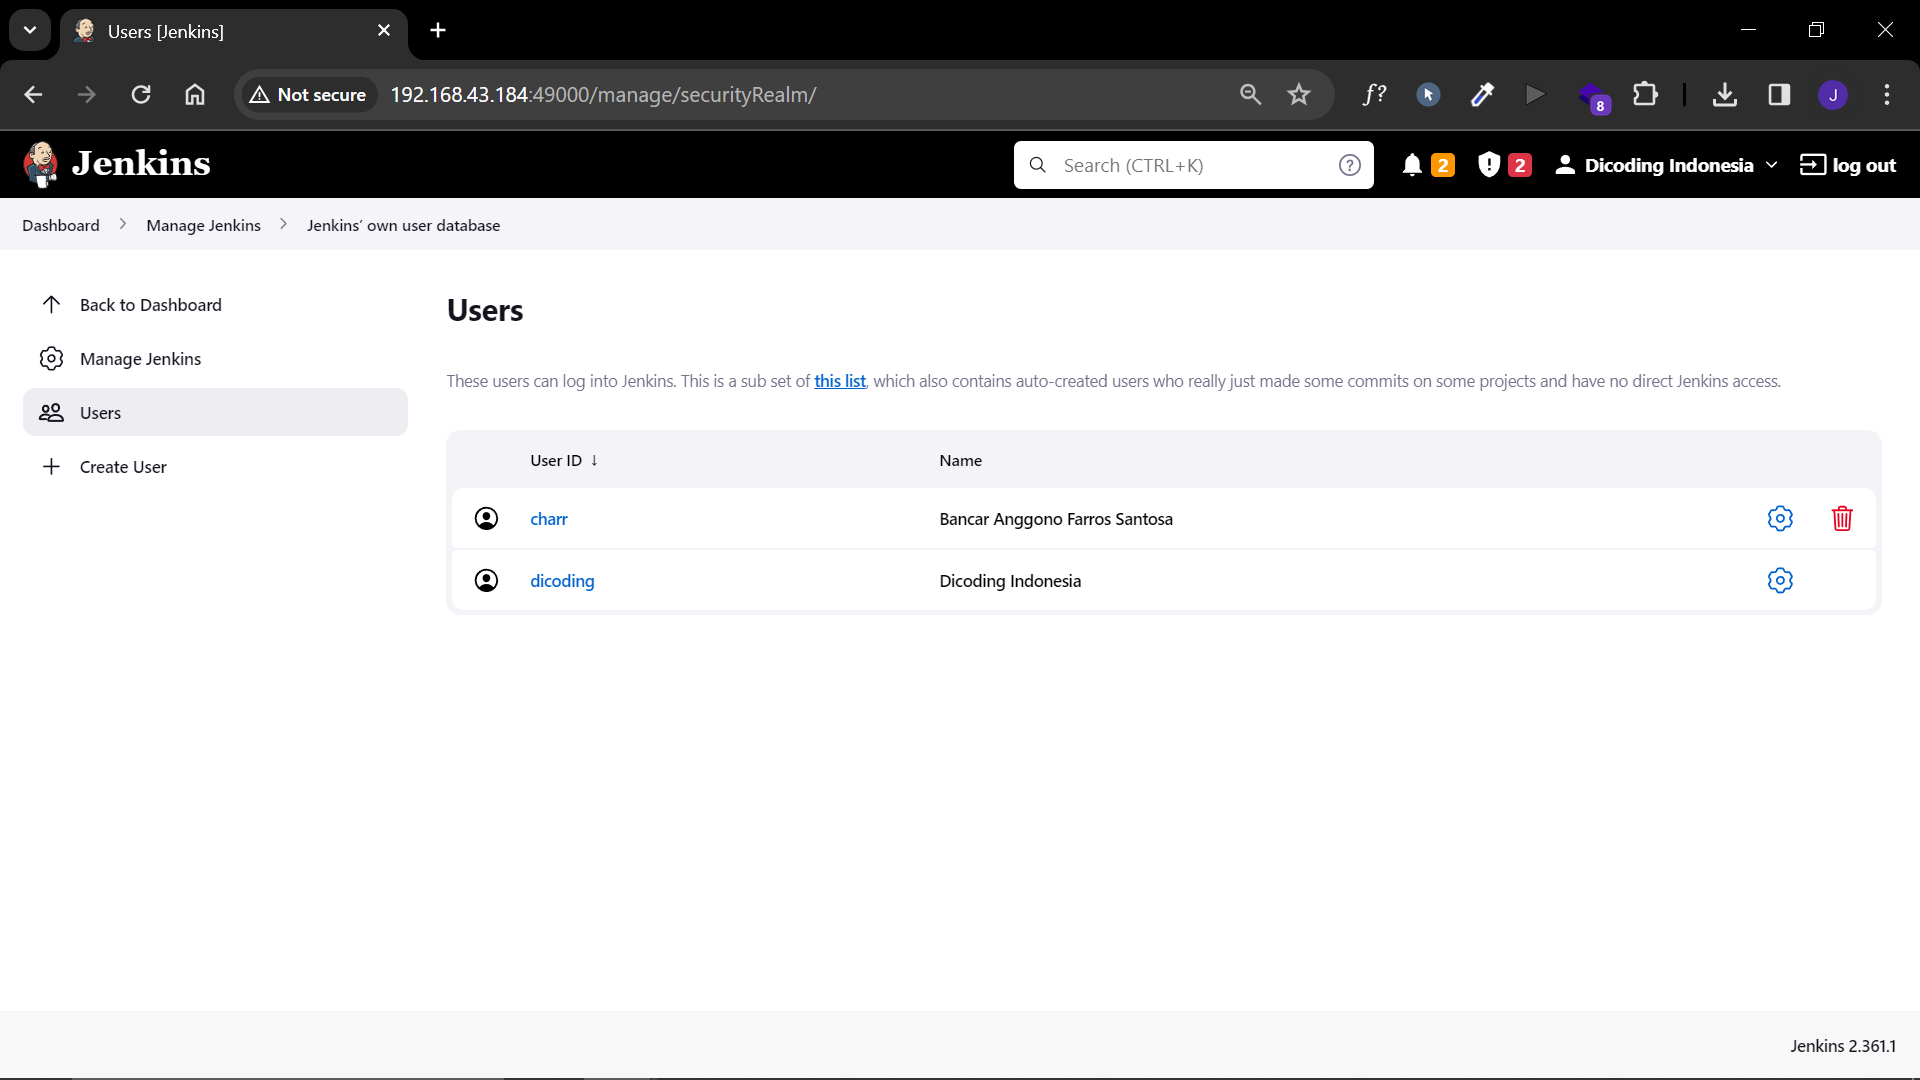 Users [Jenkins]
Not secure 192.168.43.184:49000/manage/securityRealm/
f?
8
J
Jenkins
Search (CTRL+K)
2
2
Dicoding Indonesia
log out
Dashboard
Manage Jenkins
Jenkins’ own user database
Back to Dashboard
Manage Jenkins
Users
Create User
Users
These users can log into Jenkins. This is a sub set of this list, which also contains auto-created users who really just made some commits on some projects and have no direct Jenkins access.
User ID ↓ Name
charr Bancar Anggono Farros Santosa
dicoding Dicoding Indonesia
Jenkins 2.361.1